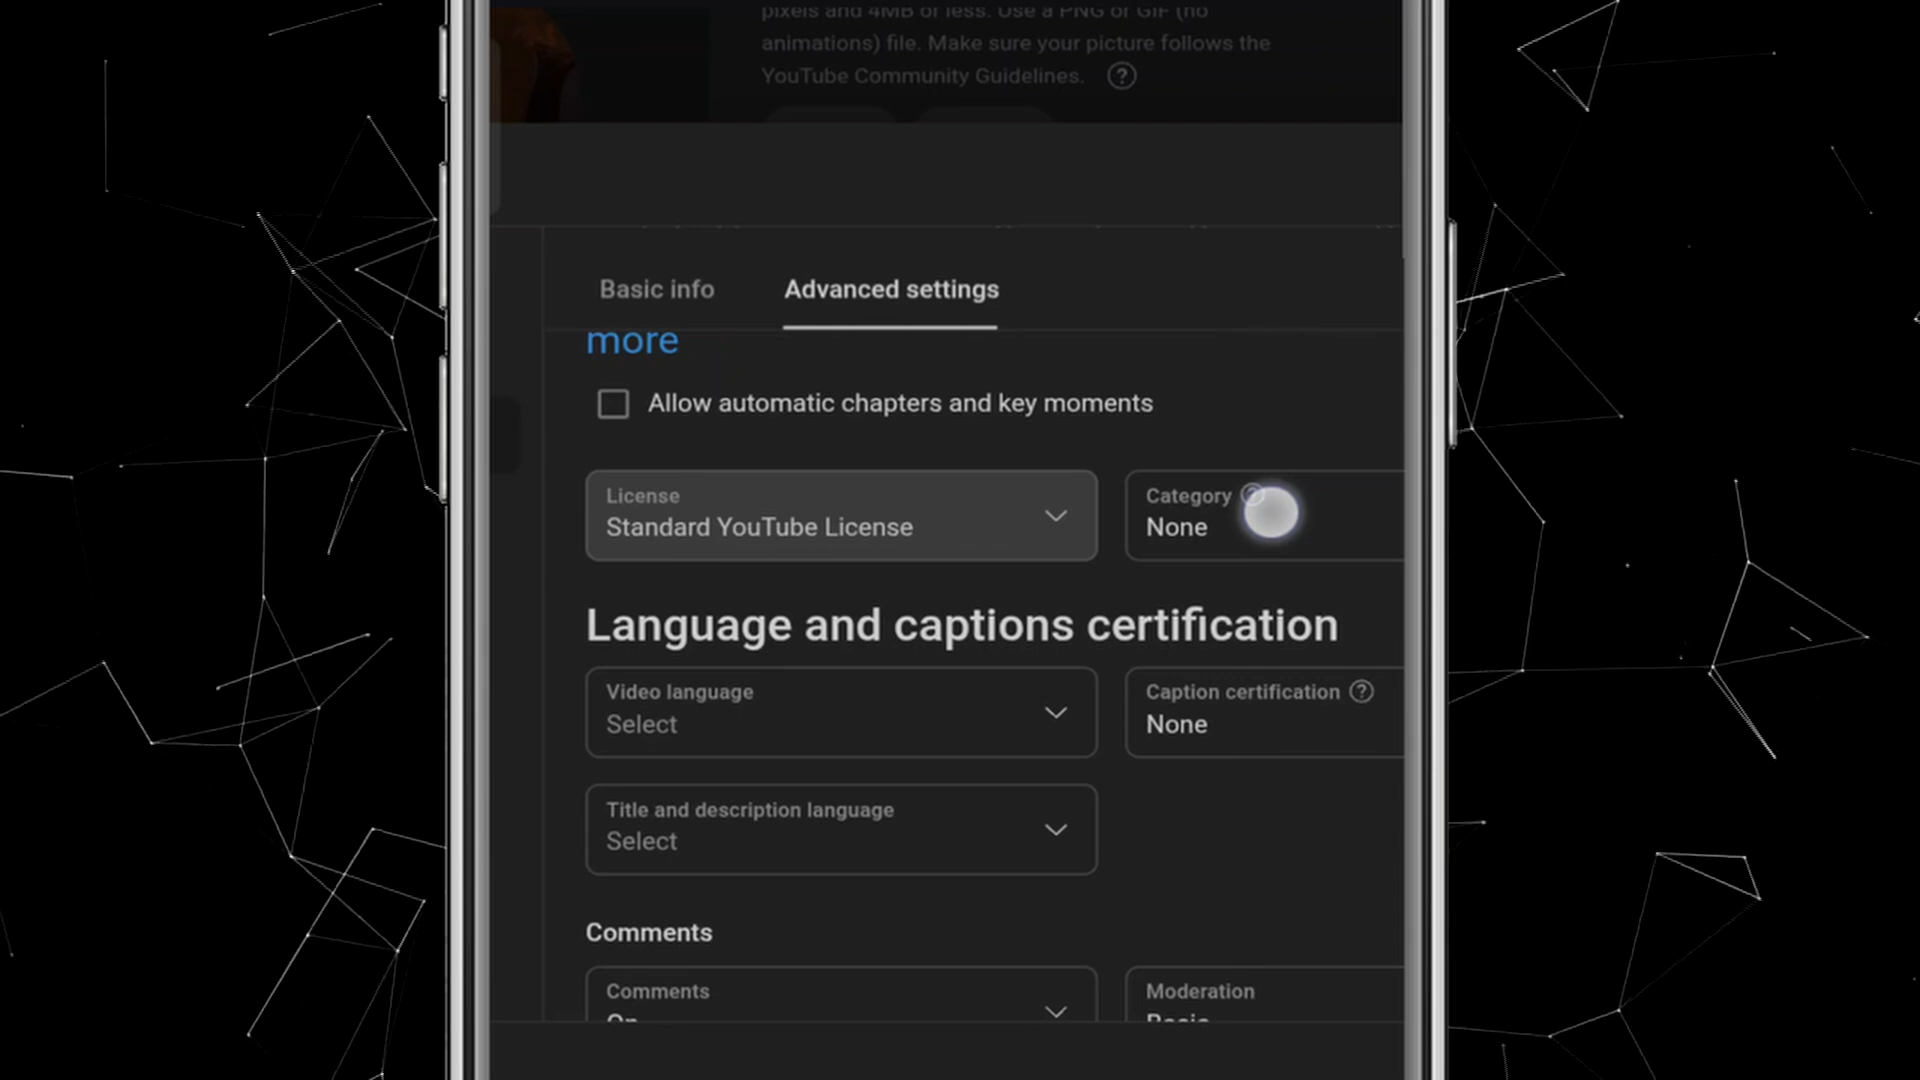 pixels and 4MB or less. Use a PNG or GIF (no
animations) file. Make sure your picture follows the
YouTube Community Guidelines.
Basic info Advanced settings
more
Allow automatic chapters and key moments
License
Standard YouTube License
Category
None
Language and captions certification
Video language
Select
Caption certification
None
Title and description language
Select
Comments
Comments
On
Moderation
Basic